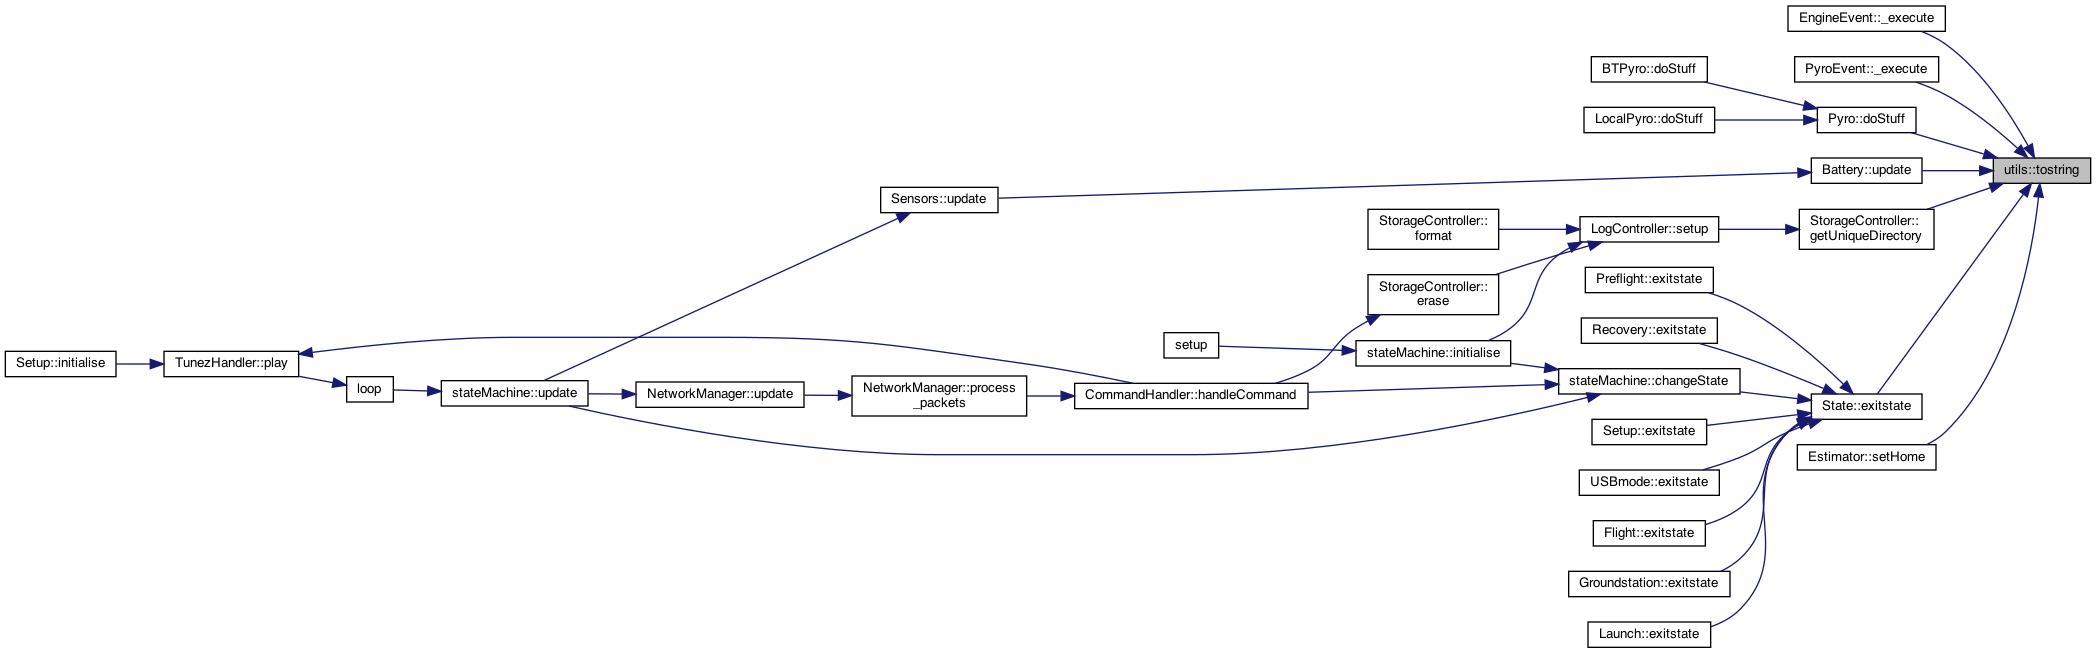 EngineEvent::_execute
BTPyro::doStuff
PyroEvent::_execute
LocalPyro::doStuff
Pyro::doStuff
utils::tostring
Battery::update
Sensors::update
StorageController::
format
LogController::setup
StorageController::
getUniqueDirectory
Preflight::exitstate
StorageController::
erase
Recovery::exitstate
setup
stateMachine::initialise
Setup::initialise
TunezHandler::play
loop
stateMachine::update
NetworkManager::update
NetworkManager::process
_packets
CommandHandler::handleCommand
stateMachine::changeState
State::exitstate
Setup::exitstate
Estimator::setHome
USBmode::exitstate
Flight::exitstate
Groundstation::exitstate
Launch::exitstate